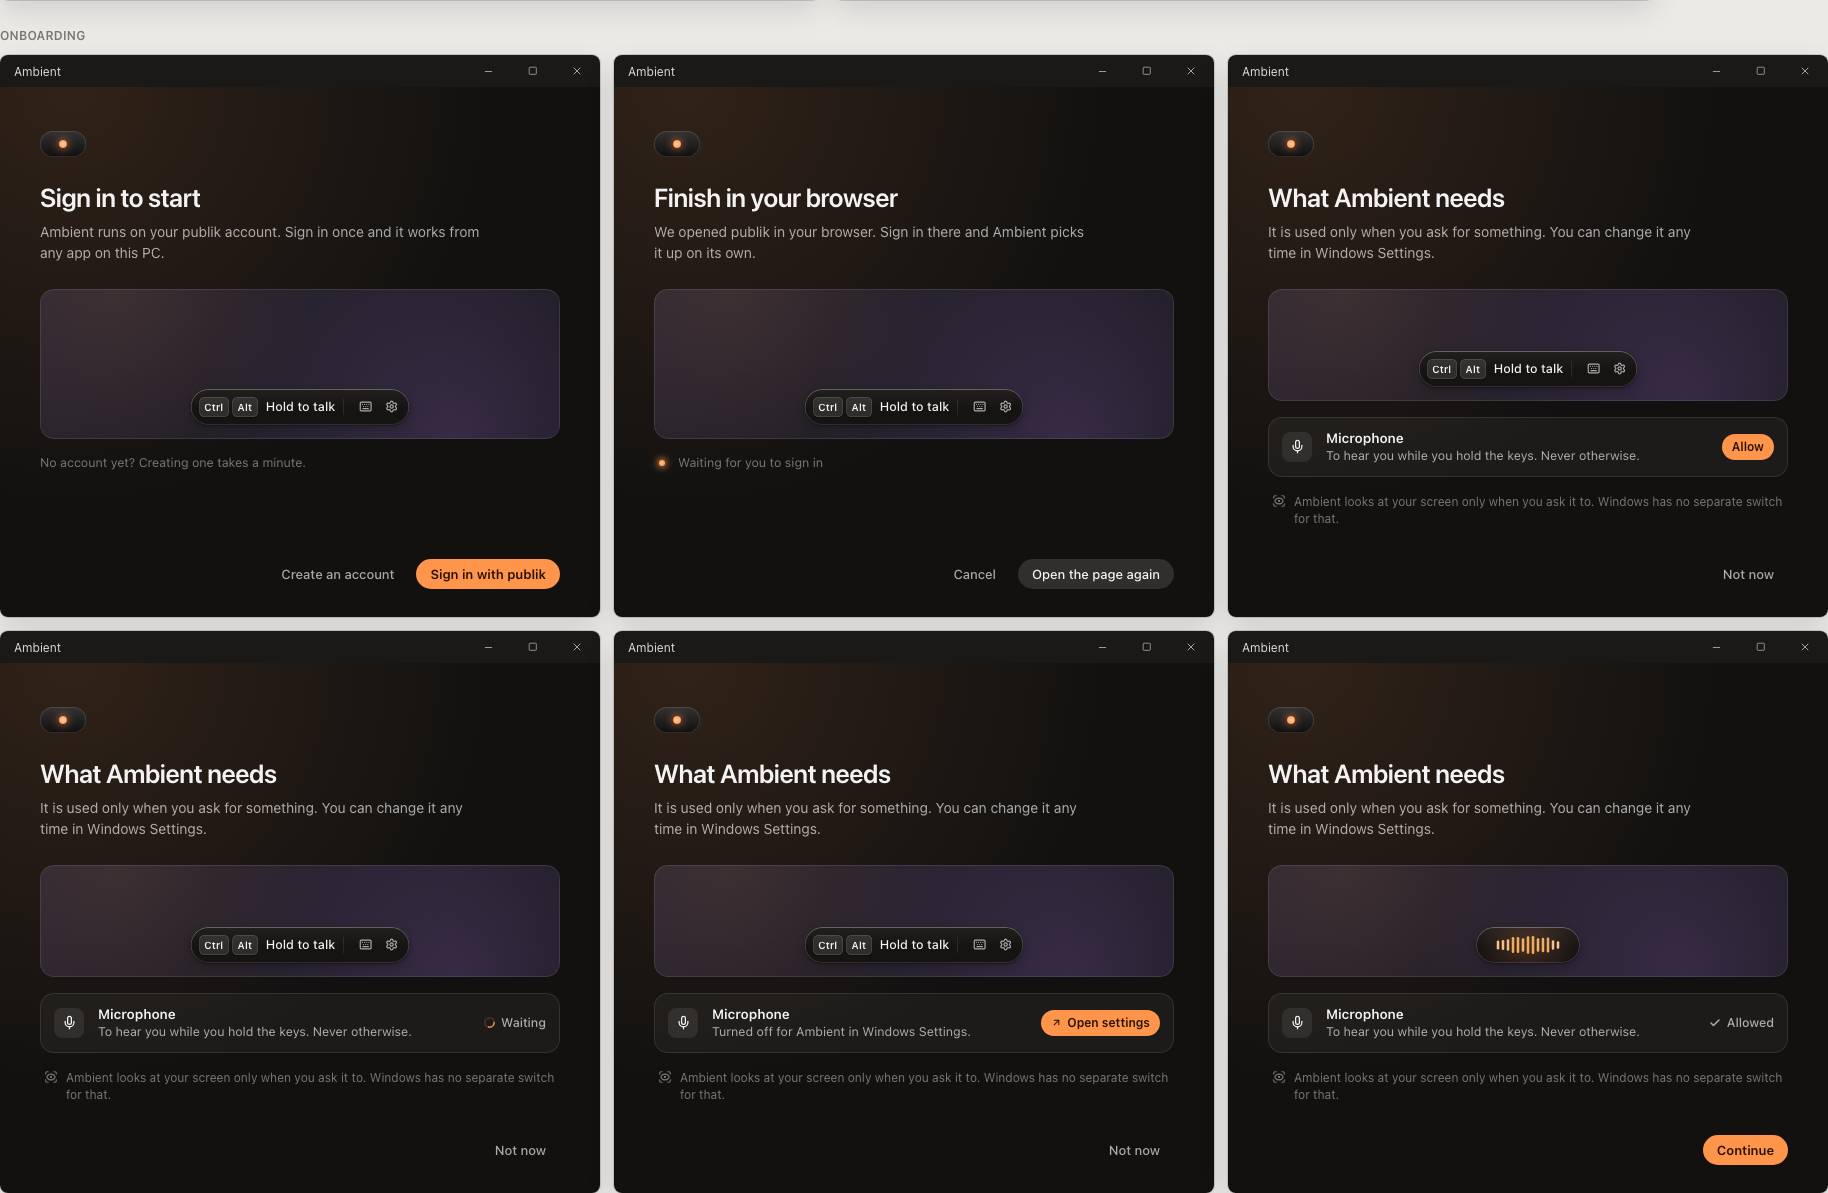 ONBOARDING
Ambient
Sign in to start
Ambient runs on your publik account. Sign in once and it works from
any app on this PC.
Ctrl Alt Hold to talk
No account yet? Creating one takes a minute.
Create an account Sign in with publik
Ambient
Finish in your browser
We opened publik in your browser. Sign in there and Ambient picks
it up on its own.
Ctrl Alt Hold to talk
Waiting for you to sign in
Cancel Open the page again
Ambient
What Ambient needs
It is used only when you ask for something. You can change it any
time in Windows Settings.
Ctrl Alt Hold to talk
Microphone
To hear you while you hold the keys. Never otherwise.
Allow
Ambient looks at your screen only when you ask it to. Windows has no separate switch
for that.
Not now
Ambient
What Ambient needs
It is used only when you ask for something. You can change it any
time in Windows Settings.
Ctrl Alt Hold to talk
Microphone
To hear you while you hold the keys. Never otherwise.
Waiting
Ambient looks at your screen only when you ask it to. Windows has no separate switch
for that.
Not now
Ambient
What Ambient needs
It is used only when you ask for something. You can change it any
time in Windows Settings.
Ctrl Alt Hold to talk
Microphone
Turned off for Ambient in Windows Settings.
Open settings
Ambient looks at your screen only when you ask it to. Windows has no separate switch
for that.
Not now
Ambient
What Ambient needs
It is used only when you ask for something. You can change it any
time in Windows Settings.
Microphone
To hear you while you hold the keys. Never otherwise.
Allowed
Ambient looks at your screen only when you ask it to. Windows has no separate switch
for that.
Continue